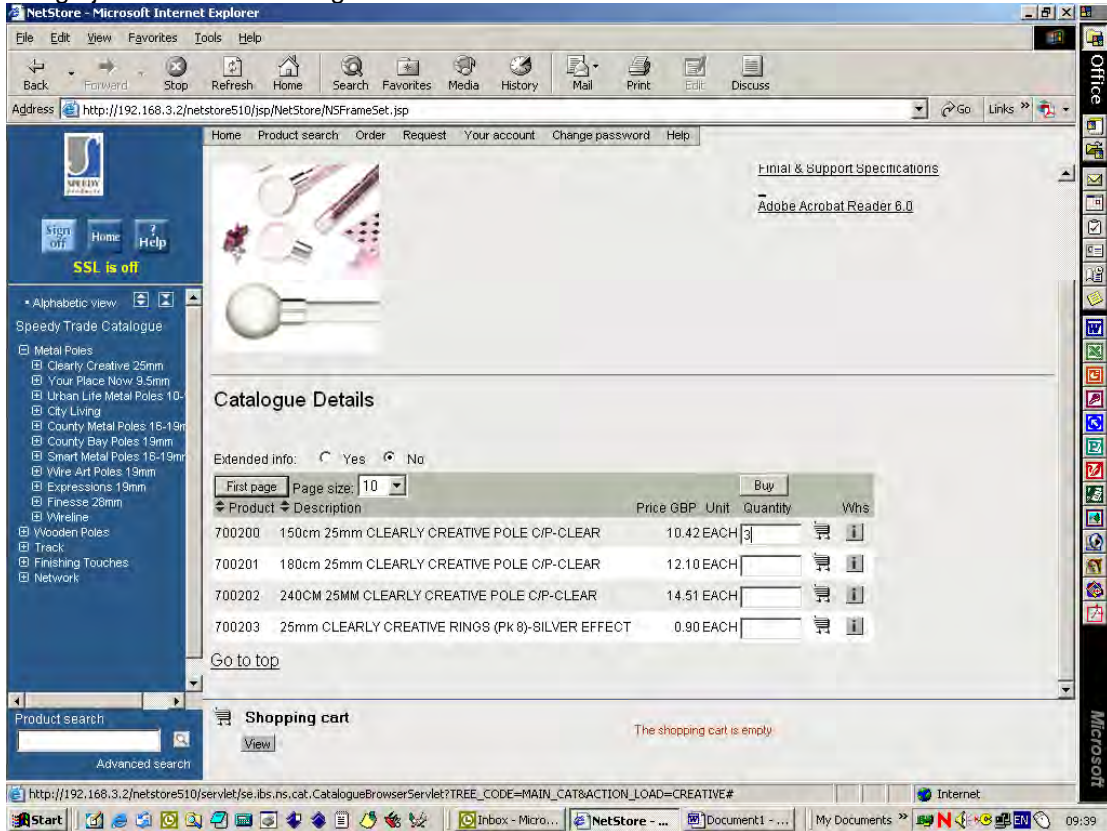 NetStore - Microsoft Internet Explorer
File Edit View Favorites Tools Help
Back Forward Stop Refresh Home Search Favorites Media History Mail Print Edit Discuss
Address http://192.168.3.2/netstore510/jsp/NetStore/NSFrameSet.jsp Go Links »
Office
Home Product search Order Request Your account Change password Help
SPEEDY
Finial & Support Specifications
Adobe Acrobat Reader 6.0
Sign off Home ? Help
SSL is off
Alphabetic view
Speedy Trade Catalogue
Metal Poles
Clearly Creative 25mm
Your Place Now 9.5mm
Urban Life Metal Poles 10-
City Living
County Metal Poles 16-19m
County Bay Poles 19mm
Smart Metal Poles 16-19mr
Wire Art Poles 19mm
Expressions 19mm
Finesse 28mm
Wireline
Wooden Poles
Track
Finishing Touches
Network
Catalogue Details
Extended info: Yes No
First page Page size: 10 Buy
Product Description Price GBP Unit Quantity Whs
700200 150cm 25mm CLEARLY CREATIVE POLE C/P-CLEAR 10.42 EACH 3 i
700201 180cm 25mm CLEARLY CREATIVE POLE C/P-CLEAR 12.10 EACH i
700202 240CM 25MM CLEARLY CREATIVE POLE C/P-CLEAR 14.51 EACH i
700203 25mm CLEARLY CREATIVE RINGS (Pk 8)-SILVER EFFECT 0.90 EACH i
Go to top
Product search
Advanced search
Shopping cart
View
The shopping cart is empty
Microsoft
http://192.168.3.2/netstore510/servlet/se.ibs.ns.cat.CatalogueBrowserServlet?TREE_CODE=MAIN_CAT&ACTION_LOAD=CREATIVE# Internet
Start Inbox - Micro... NetStore - ... Document1 - ... My Documents » EN 09:39